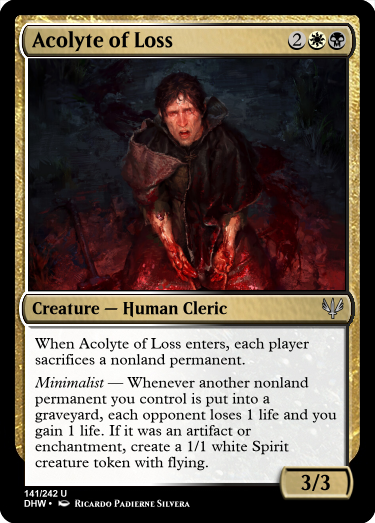 Acolyte of Loss 2
Creature — Human Cleric
When Acolyte of Loss enters, each player
sacrifices a nonland permanent.
Minimalist — Whenever another nonland
permanent you control is put into a
graveyard, each opponent loses 1 life and you
gain 1 life. If it was an artifact or
enchantment, create a 1/1 white Spirit
creature token with flying.
3/3
141/242 U
DHW • Ricardo Padierne Silvera